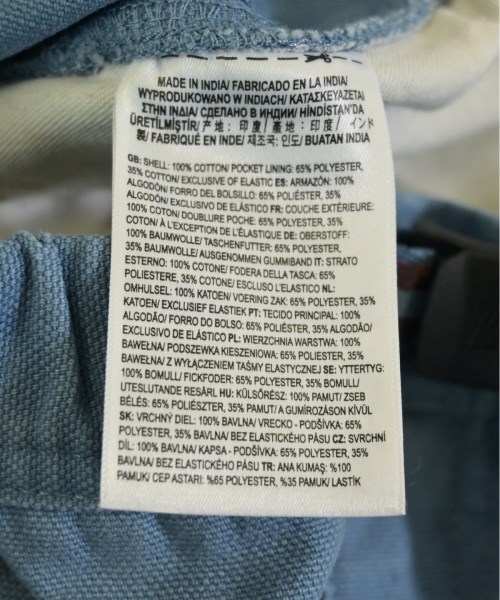 MADE IN INDIA/ FABRICADO EN LA INDIA/
WYPRODUKOWANO W INDIACH/ ΚΑΤΑΣΚΕΥΑΖΕΤΑΙ
ΣΤΗΝ ΙΝΔΙΑ/ СДЕЛАНО В ИНДИИ/ HİNDİSTAN'DA
ÜRETİLMİŞTİR/ 产地: 印度/ 產地: 印度/ インド
製/ FABRIQUÉ EN INDE/ 제조국: 인도/ BUATAN INDIA
GB: SHELL: 100% COTTON/ POCKET LINING: 65% POLYESTER,
35% COTTON/ EXCLUSIVE OF ELASTIC ES: ARMAZÓN: 100%
ALGODÓN/ FORRO DEL BOLSILLO: 65% POLIÉSTER, 35%
ALGODÓN/ EXCLUSIVO DE ELÁSTICO FR: COUCHE EXTÉRIEURE:
100% COTON/ DOUBLURE POCHE: 65% POLYESTER, 35%
COTON/ À L'EXCEPTION DE L'ÉLASTIQUE DE: OBERSTOFF:
100% BAUMWOLLE/ TASCHENFUTTER: 65% POLYESTER,
35% BAUMWOLLE/ AUSGENOMMEN GUMMIBAND IT: STRATO
ESTERNO: 100% COTONE/ FODERA DELLA TASCA: 65%
POLIESTERE, 35% COTONE/ ESCLUSO L'ELASTICO NL:
OMHULSEL: 100% KATOEN/ VOERING ZAK: 65% POLYESTER, 35%
KATOEN/ EXCLUSIEF ELASTIEK PT: TECIDO PRINCIPAL: 100%
ALGODÃO/ FORRO DO BOLSO: 65% POLIÉSTER, 35% ALGODÃO/
EXCLUSIVO DE ELÁSTICO PL: WIERZCHNIA WARSTWA: 100%
BAWEŁNA/ PODSZEWKA KIESZENIOWA: 65% POLIESTER, 35%
BAWEŁNA/ Z WYŁĄCZENIEM TAŚMY ELASTYCZNEJ SE: YTTERTYG:
100% BOMULL/ FICKFODER: 65% POLYESTER, 35% BOMULL/
UTESLUTANDE RESÅRL HU: KÜLSŐRÉSZ: 100% PAMUT/ ZSEB
BÉLÉS: 65% POLIÉSZTER, 35% PAMUT/ A GUMÍROZÁSON KÍVÜL
SK: VRCHNÝ DIEL: 100% BAVLNA/ VRECKO - PODŠÍVKA: 65%
POLYESTER, 35% BAVLNA/ BEZ ELASTICKÉHO PÁSU CZ: SVRCHNÍ
DÍL: 100% BAVLNA/ KAPSA - PODŠÍVKA: 65% POLYESTER, 35%
BAVLNA/ BEZ ELASTICKÉHO PÁSU TR: ANA KUMAŞ: %100
PAMUK/ CEP ASTARI: %65 POLYESTER, %35 PAMUK/ LASTİK